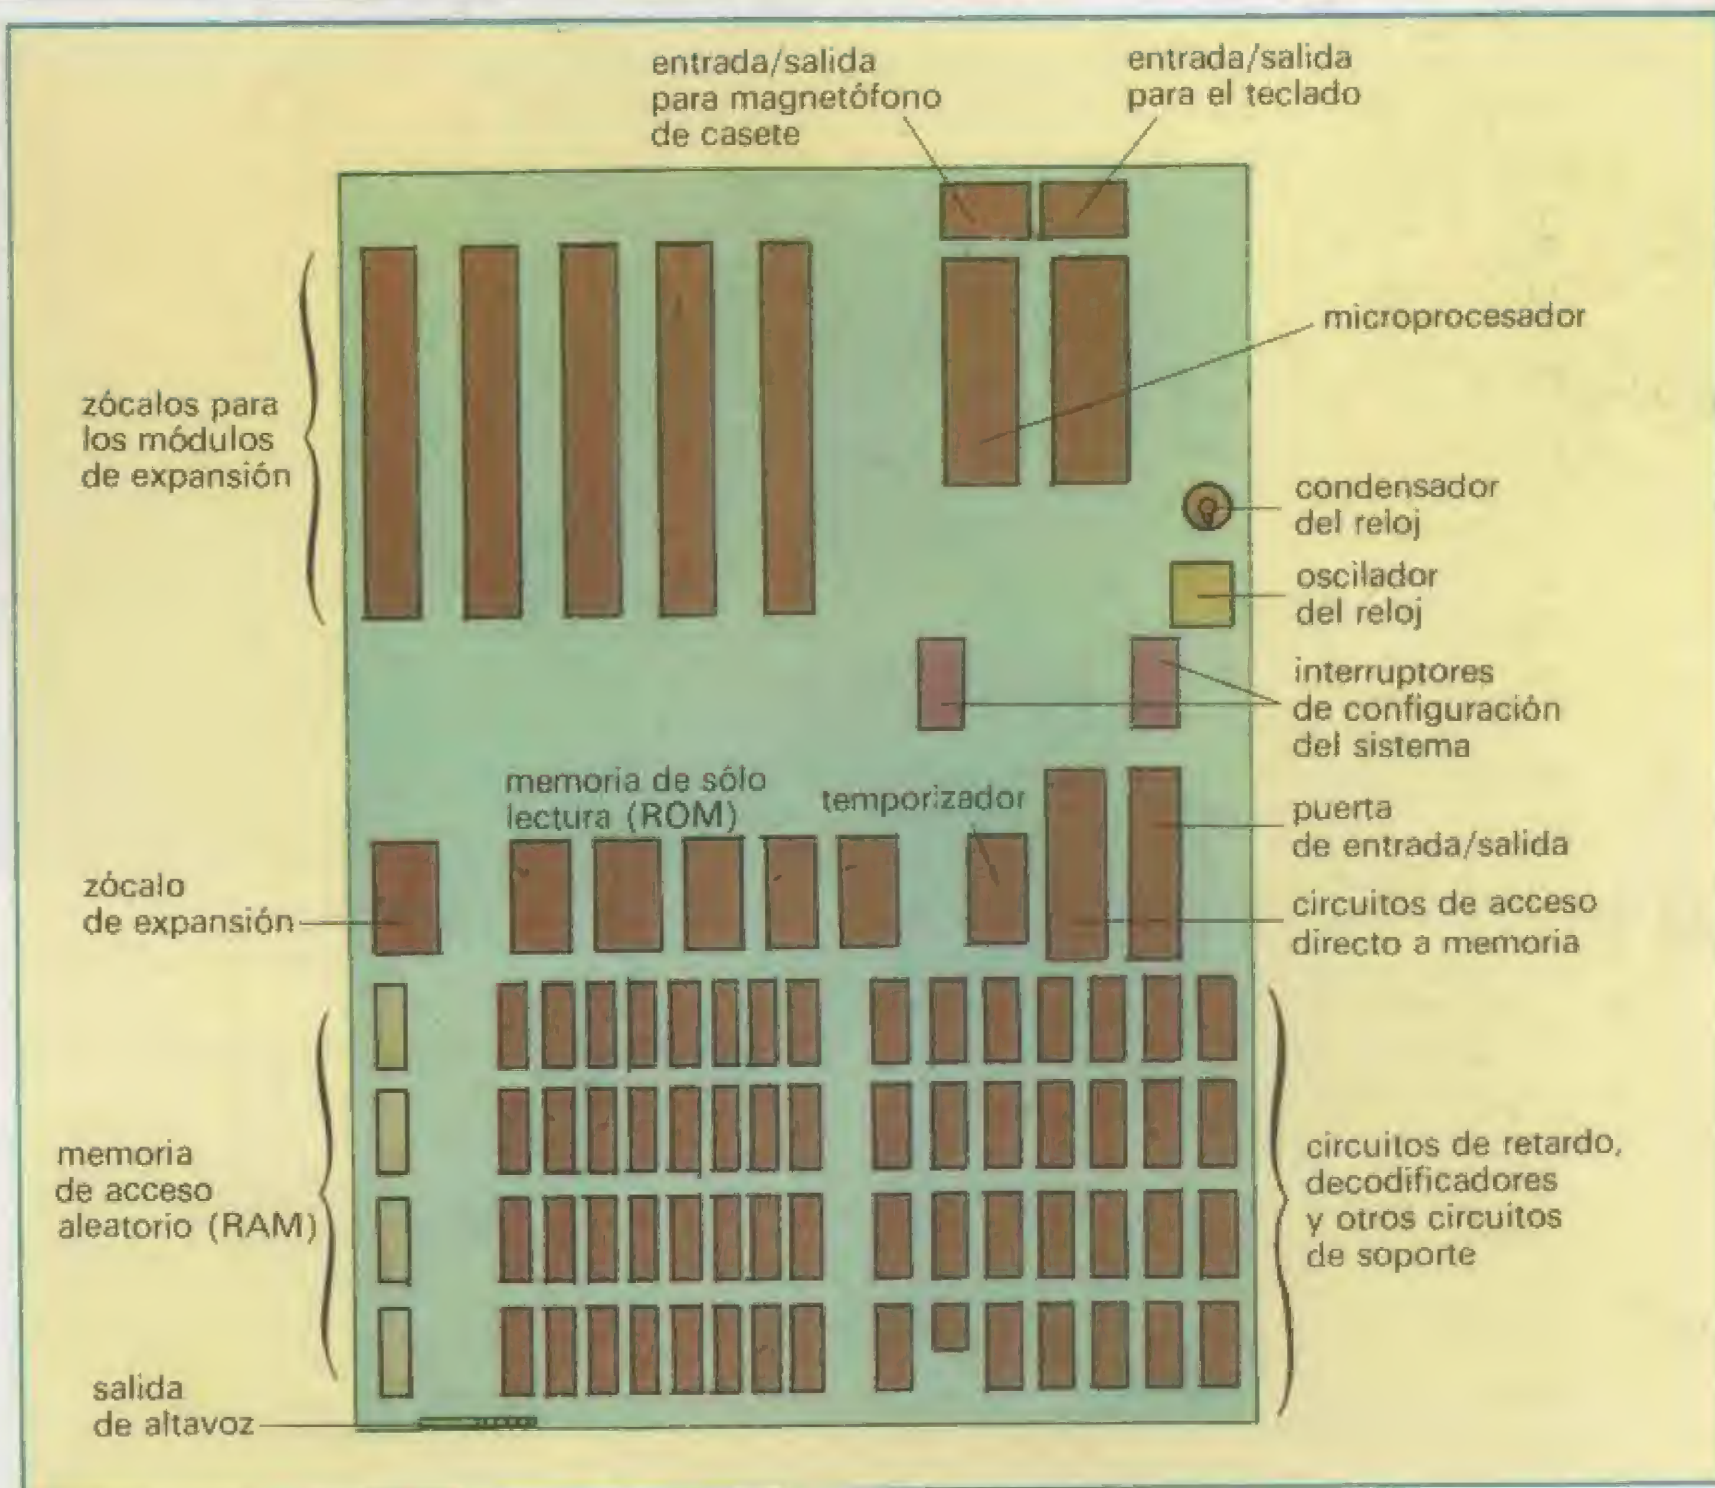 entrada/salida
para magnetófono
de casete
entrada/salida
para el teclado
microprocesador
zócalos para
los módulos
de expansión
condensador
del reloj
oscilador
del reloj
interruptores
de configuración
del sistema
memoria de sólo
lectura (ROM)
temporizador
puerta
de entrada/salida
zócalo
de expansión
circuitos de acceso
directo a memoria
memoria
de acceso
aleatorio (RAM)
circuitos de retardo,
decodificadores
y otros circuitos
de soporte
salida
de altavoz